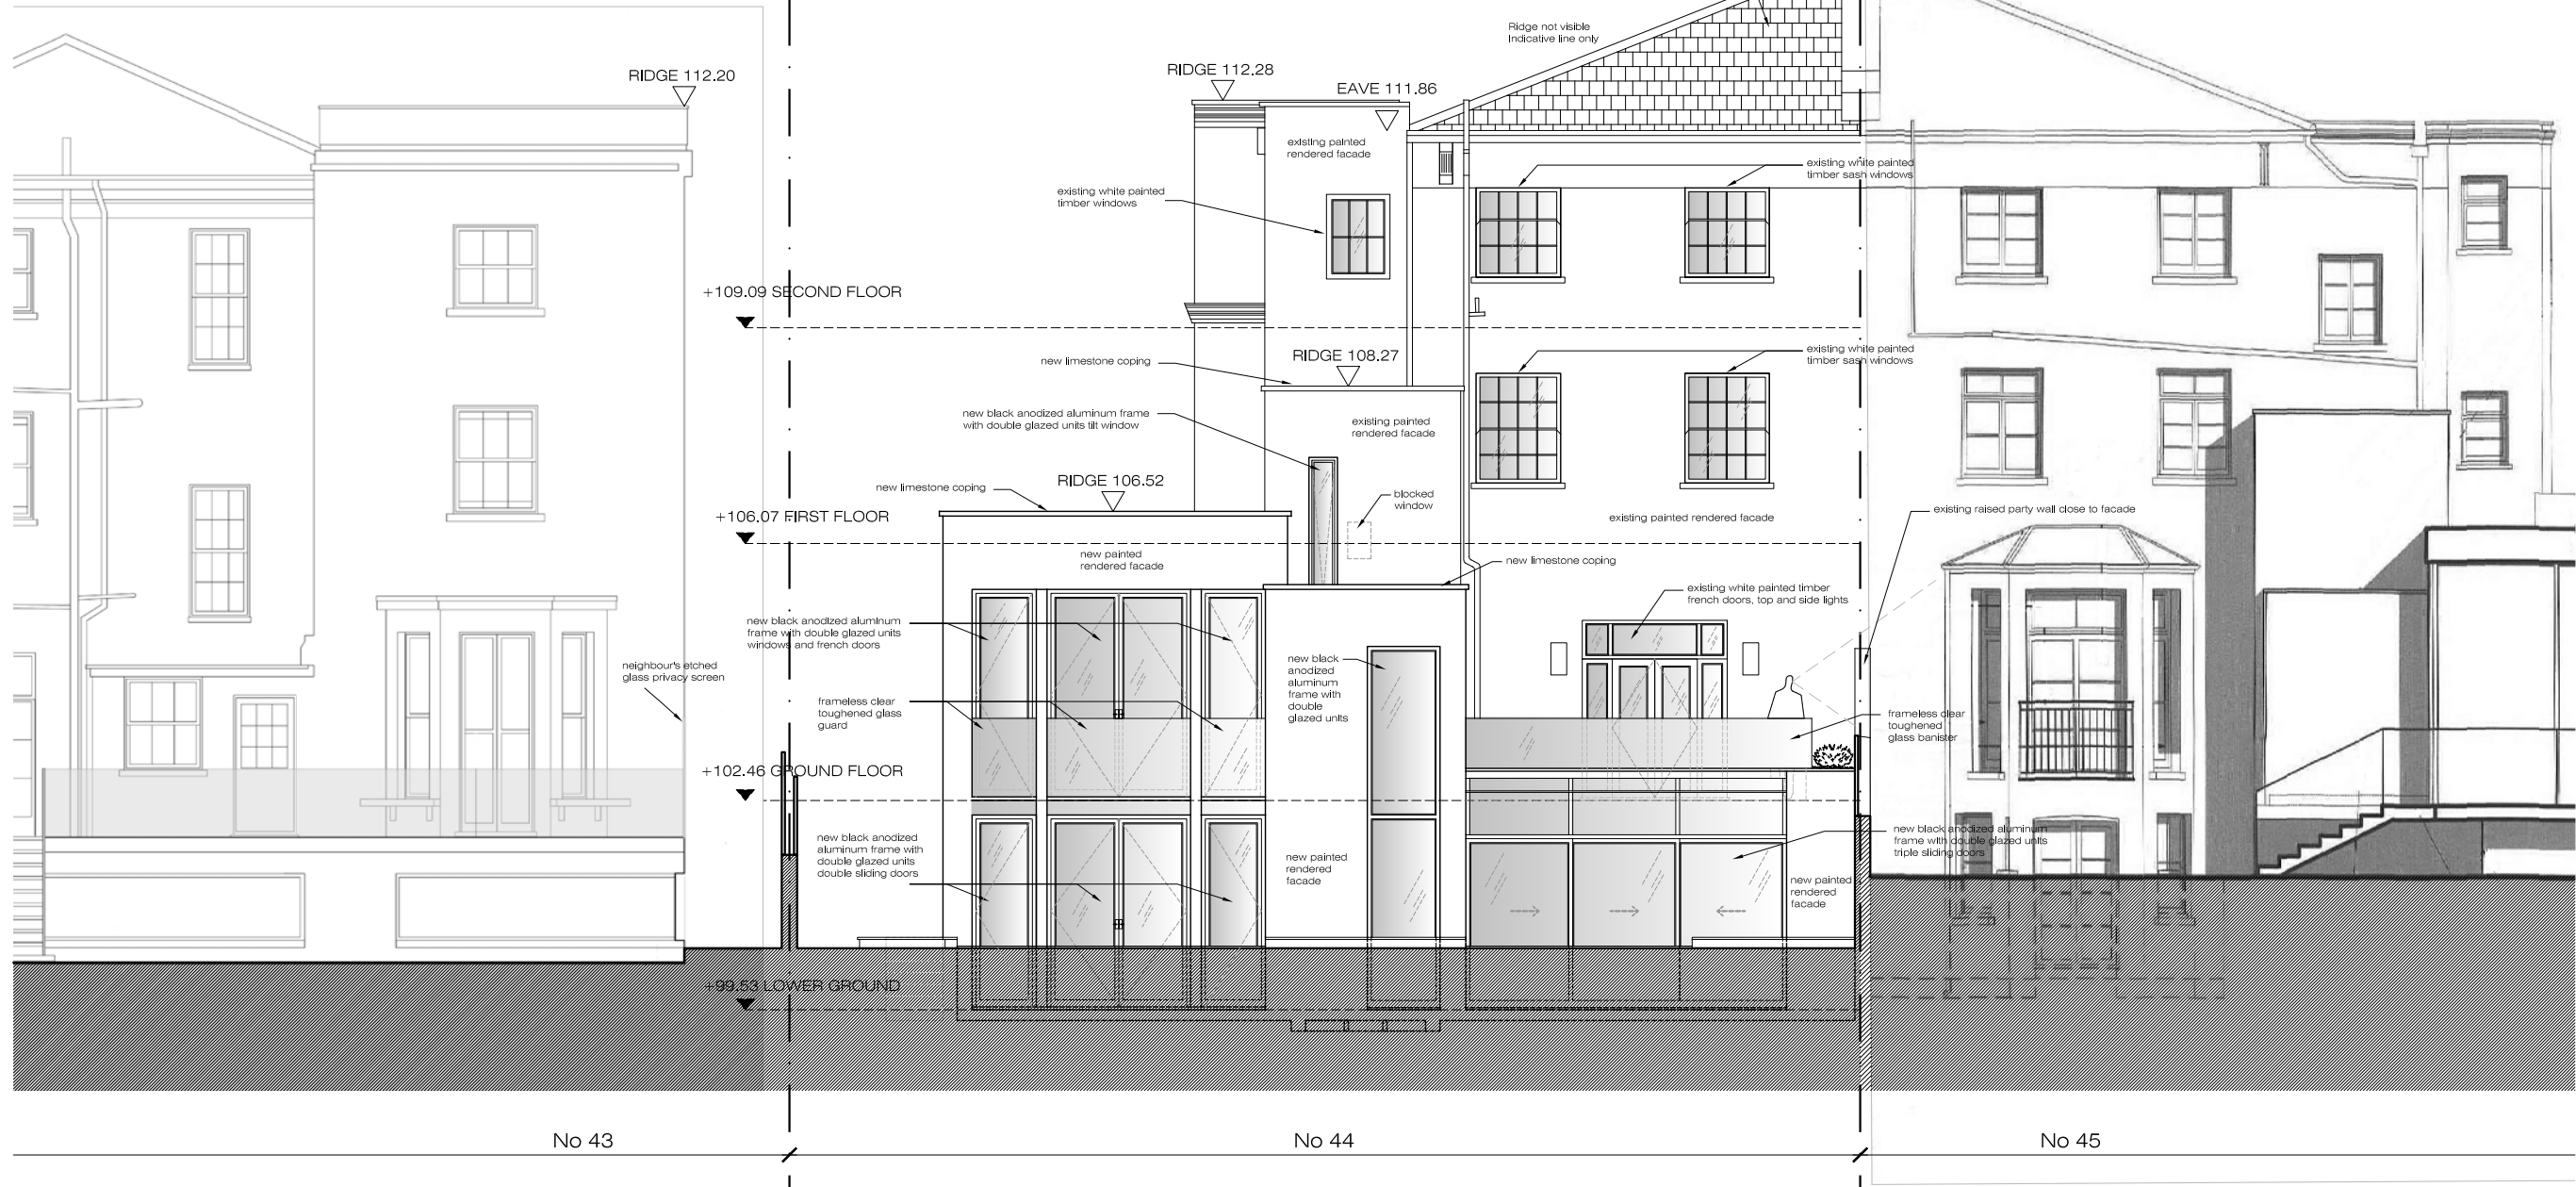 Ridge not visible
Indicative line only
RIDGE 112.20
RIDGE 112.28
EAVE 111.86
existing painted
rendered facade
existing white painted
timber sash windows
existing white painted
timber windows
+109.09 SECOND FLOOR
new limestone coping
RIDGE 108.27
existing white painted
timber sash windows
new black anodized aluminum frame
with double glazed units tilt window
existing painted
rendered facade
new limestone coping
RIDGE 106.52
blocked
window
+106.07 FIRST FLOOR
existing painted rendered facade
existing raised party wall close to facade
new painted
rendered facade
new limestone coping
existing white painted timber
french doors, top and side lights
new black anodized aluminum
frame with double glazed units
windows and french doors
neighbour's etched
glass privacy screen
new black
anodized
aluminum
frame with
double
glazed units
frameless clear
toughened glass
guard
frameless clear
toughened
glass banister
+102.46 GROUND FLOOR
new black anodized
aluminum frame with
double glazed units
double sliding doors
new painted
rendered
facade
new black anodized aluminum
frame with double glazed units
triple sliding doors
new painted
rendered
facade
+99.53 LOWER GROUND
No 43
No 44
No 45